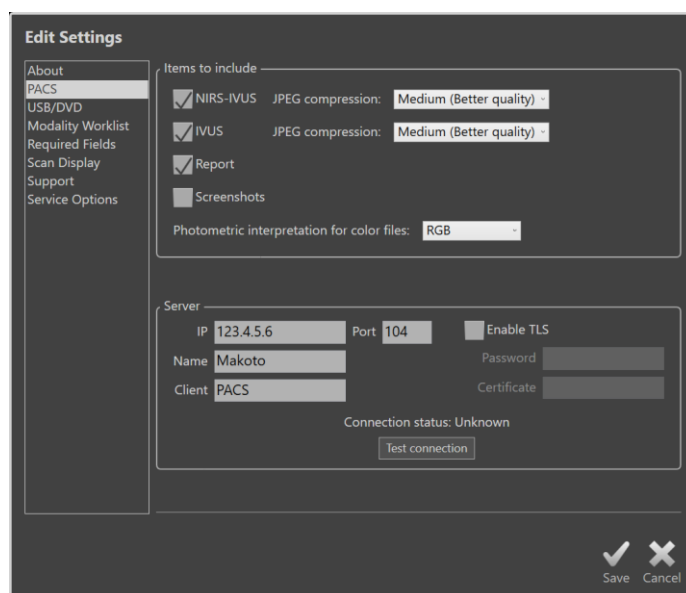 Edit Settings
About
PACS
USB/DVD
Modality Worklist
Required Fields
Scan Display
Support
Service Options
Items to include
NIRS-IVUS JPEG compression: Medium (Better quality)
IVUS JPEG compression: Medium (Better quality)
Report
Screenshots
Photometric interpretation for color files: RGB
Server
IP 123.4.5.6 Port 104 Enable TLS
Name Makoto Password
Client PACS Certificate
Connection status: Unknown
Test connection
Save Cancel